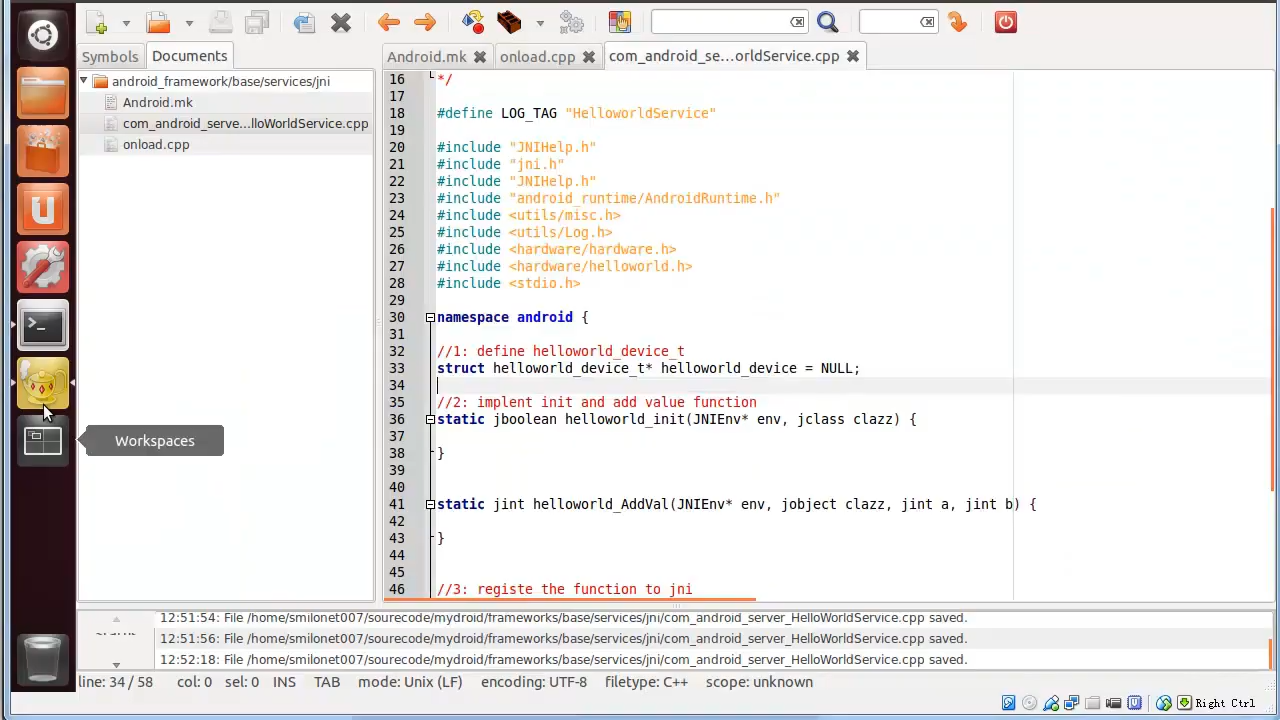 Symbols Documents
android_framework/base/services/jni
Android.mk
com_android_serve...lloWorldService.cpp
onload.cpp
Android.mk onload.cpp com_android_se...orldService.cpp
16 */
17
18 #define LOG_TAG "HelloworldService"
19
20 #include "JNIHelp.h"
21 #include "jni.h"
22 #include "JNIHelp.h"
23 #include "android_runtime/AndroidRuntime.h"
24 #include <utils/misc.h>
25 #include <utils/Log.h>
26 #include <hardware/hardware.h>
27 #include <hardware/helloworld.h>
28 #include <stdio.h>
29
30 namespace android {
31
32 //1: define helloworld_device_t
33 struct helloworld_device_t* helloworld_device = NULL;
34
35 //2: implent init and add value function
36 static jboolean helloworld_init(JNIEnv* env, jclass clazz) {
37
38 }
39
40
41 static jint helloworld_AddVal(JNIEnv* env, jobject clazz, jint a, jint b) {
42
43 }
44
45
46 //3: registe the function to jni
Workspaces
12:51:54: File /home/smilonet007/sourecode/mydroid/frameworks/base/services/jni/com_android_server_HelloWorldService.cpp saved.
12:51:56: File /home/smilonet007/sourecode/mydroid/frameworks/base/services/jni/com_android_server_HelloWorldService.cpp saved.
12:52:18: File /home/smilonet007/sourecode/mydroid/frameworks/base/services/jni/com_android_server_HelloWorldService.cpp saved.
line: 34 / 58 col: 0 sel: 0 INS TAB mode: Unix (LF) encoding: UTF-8 filetype: C++ scope: unknown
Right Ctrl